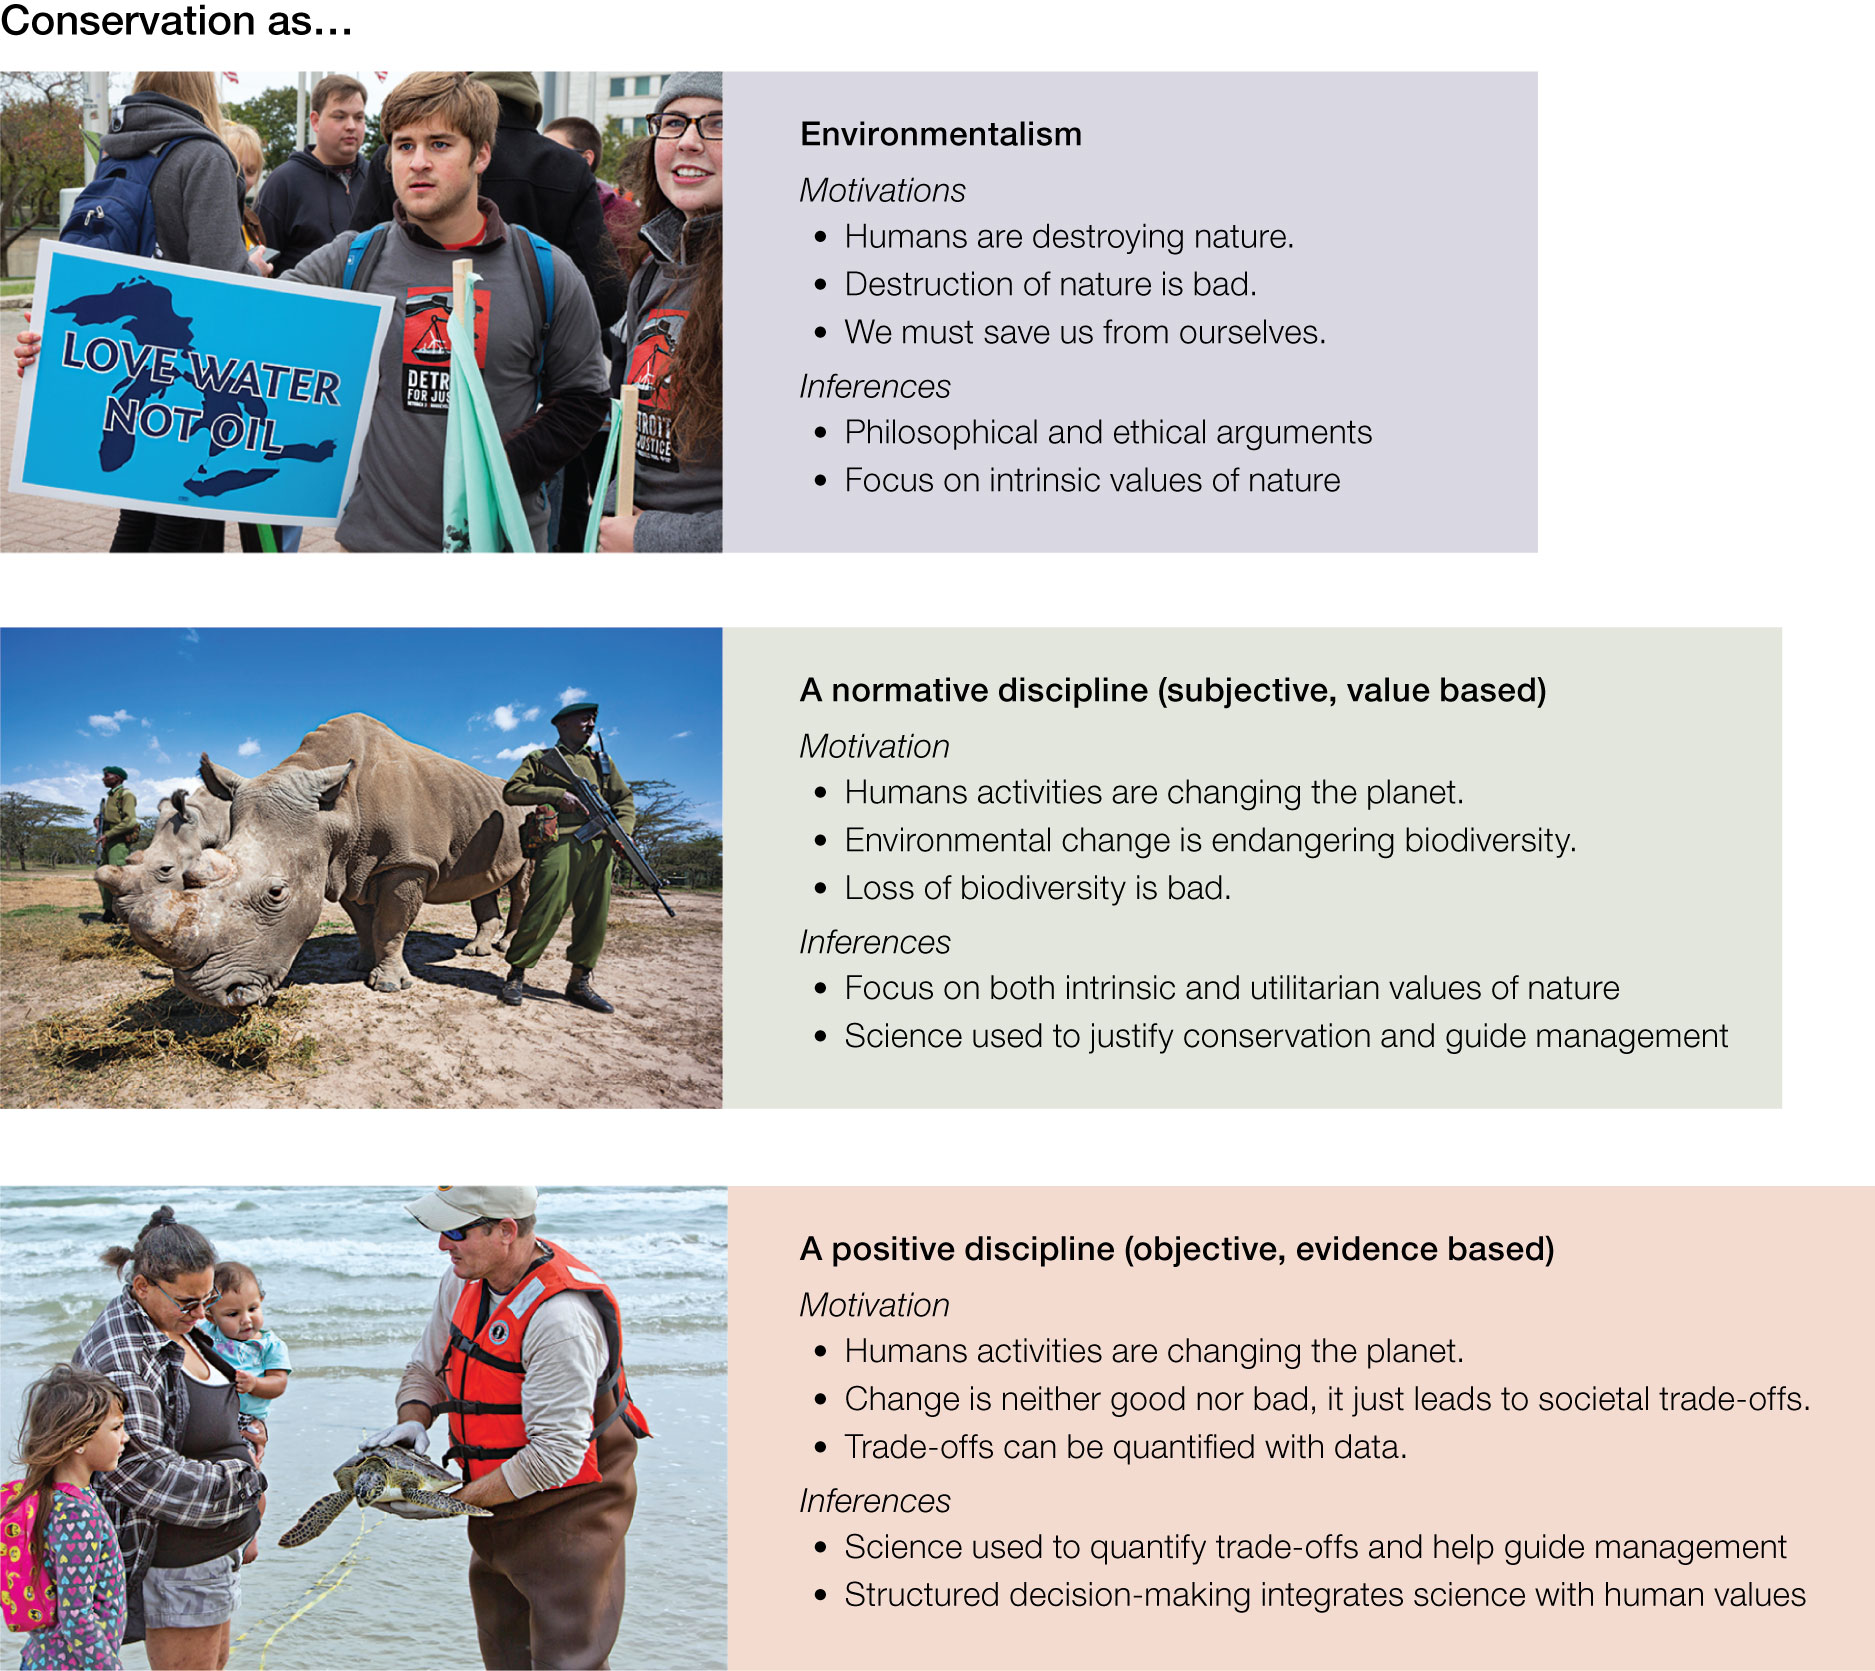 Conservation as…
LOVE WATER
NOT OIL
DETR
FOR JUS
TROIT
JUSTICE
Environmentalism
Motivations
• Humans are destroying nature.
• Destruction of nature is bad.
• We must save us from ourselves.
Inferences
• Philosophical and ethical arguments
• Focus on intrinsic values of nature
A normative discipline (subjective, value based)
Motivation
• Humans activities are changing the planet.
• Environmental change is endangering biodiversity.
• Loss of biodiversity is bad.
Inferences
• Focus on both intrinsic and utilitarian values of nature
• Science used to justify conservation and guide management
A positive discipline (objective, evidence based)
Motivation
• Humans activities are changing the planet.
• Change is neither good nor bad, it just leads to societal trade-offs.
• Trade-offs can be quantified with data.
Inferences
• Science used to quantify trade-offs and help guide management
• Structured decision-making integrates science with human values